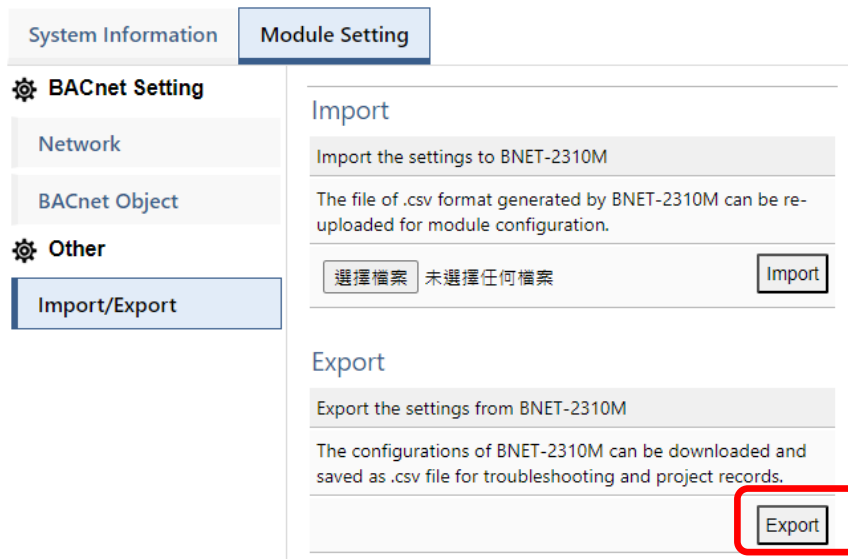 System Information
Module Setting
BACnet Setting
Network
BACnet Object
Other
Import/Export
Import
Import the settings to BNET-2310M
The file of .csv format generated by BNET-2310M can be re-
uploaded for module configuration.
選擇檔案 未選擇任何檔案
Import
Export
Export the settings from BNET-2310M
The configurations of BNET-2310M can be downloaded and
saved as .csv file for troubleshooting and project records.
Export